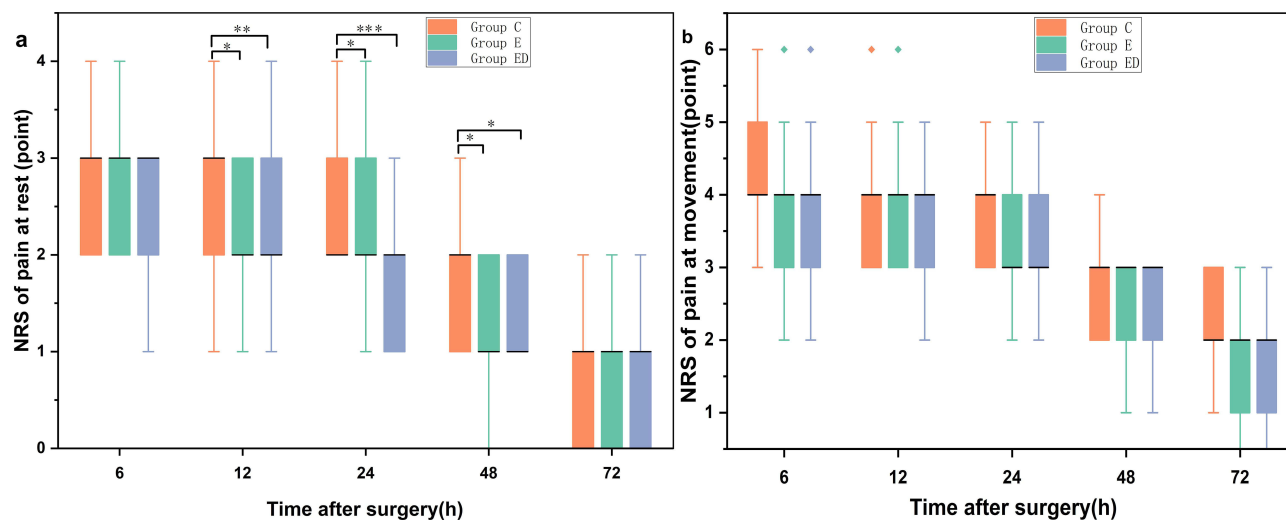 a
Group C
Group E
Group ED
***
**
*
*
*
*
NRS of pain at rest (point)
4
3
2
1
0
6
12
24
48
72
Time after surgery(h)
b
Group C
Group E
Group ED
NRS of pain at movement(point)
6
5
4
3
2
1
6
12
24
48
72
Time after surgery(h)